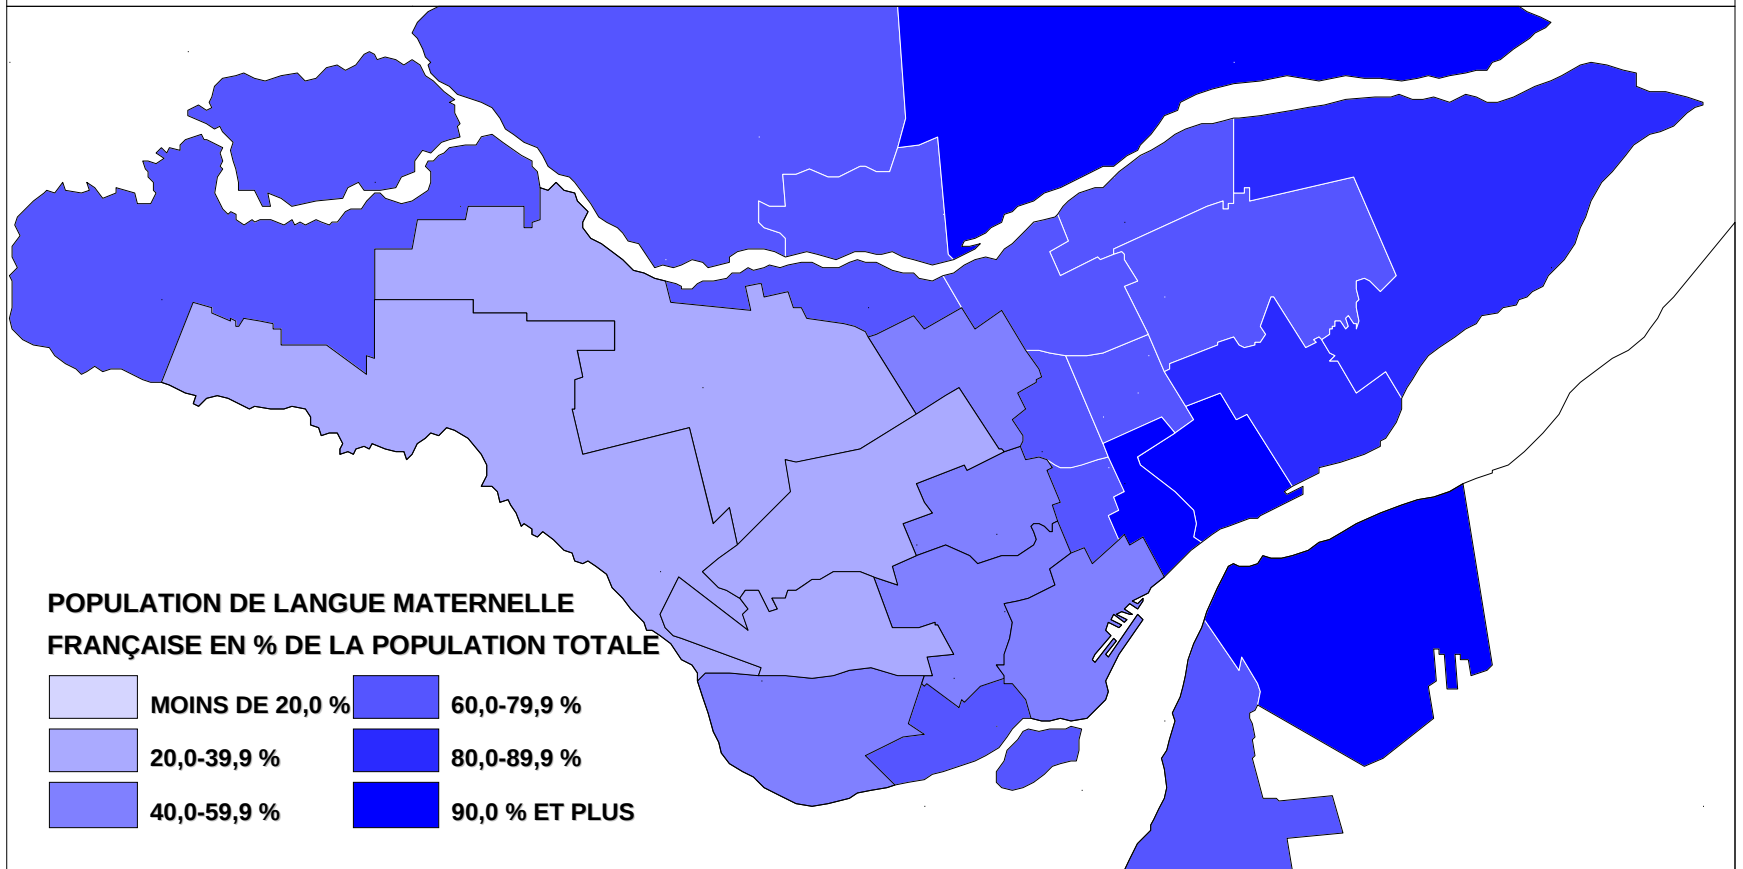 POPULATION DE LANGUE MATERNELLE
FRANÇAISE EN % DE LA POPULATION TOTALE
MOINS DE 20,0 %
60,0-79,9 %
20,0-39,9 %
80,0-89,9 %
40,0-59,9 %
90,0 % ET PLUS